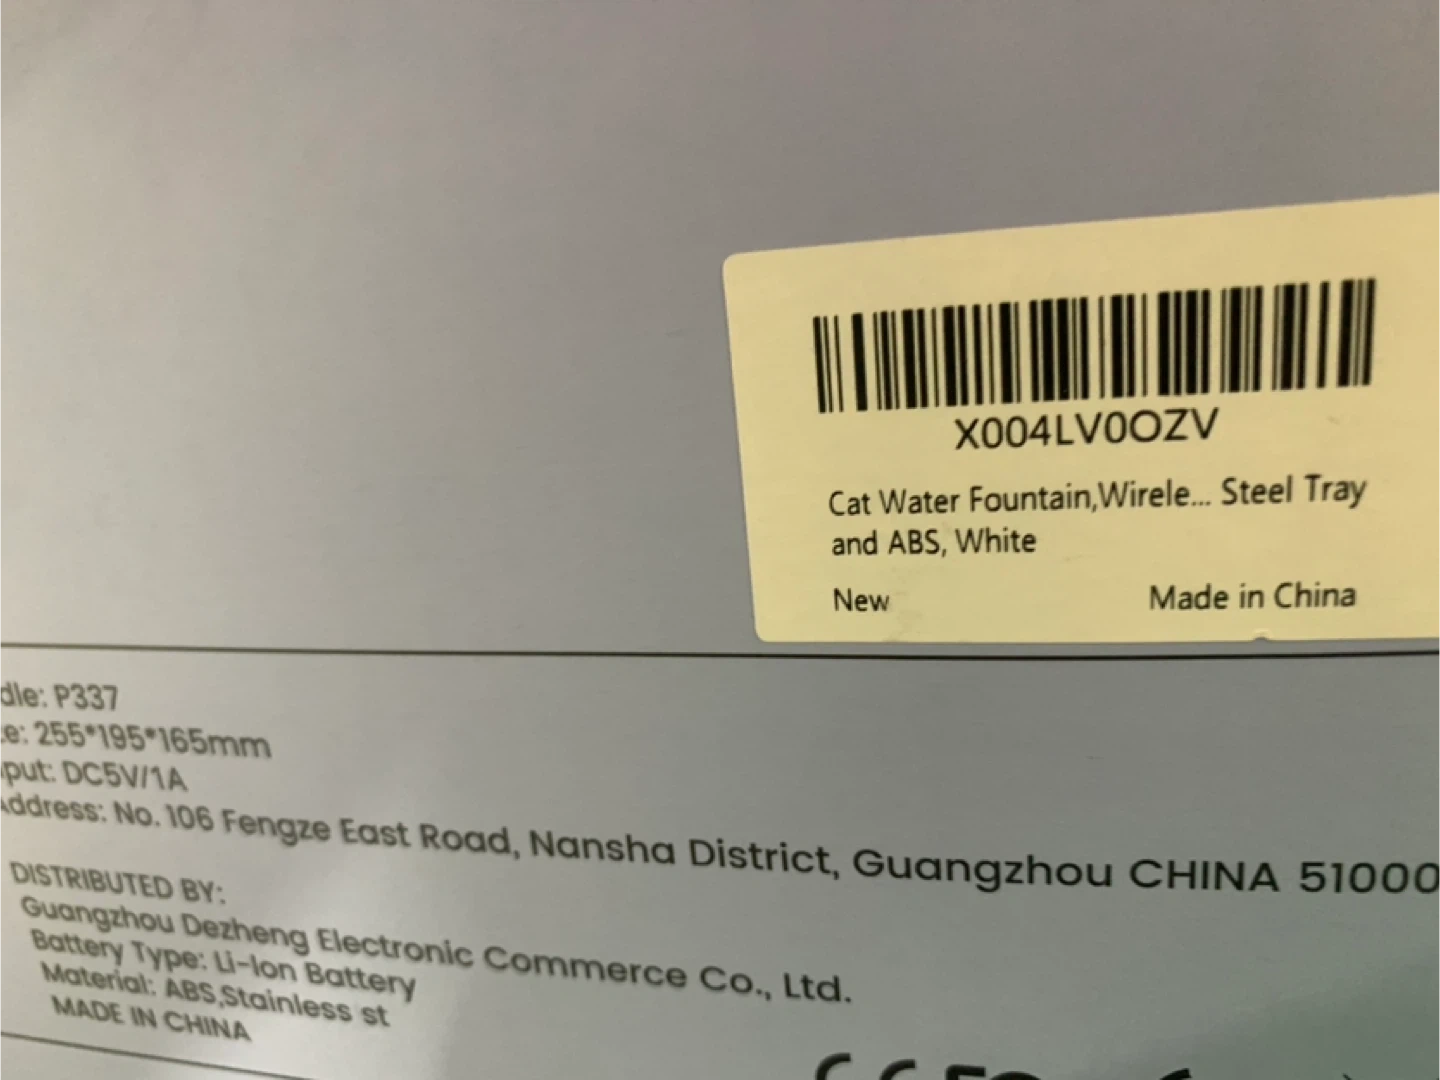 X004LV0OZV
Cat Water Fountain,Wirele... Steel Tray
and ABS, White
New Made in China
dle: P337
e: 255*195*165mm
put: DC5V/1A
Address: No. 106 Fengze East Road, Nansha District, Guangzhou CHINA 51000
DISTRIBUTED BY:
Guangzhou Dezheng Electronic Commerce Co., Ltd.
Battery Type: Li-Ion Battery
Material: ABS,Stainless st
MADE IN CHINA